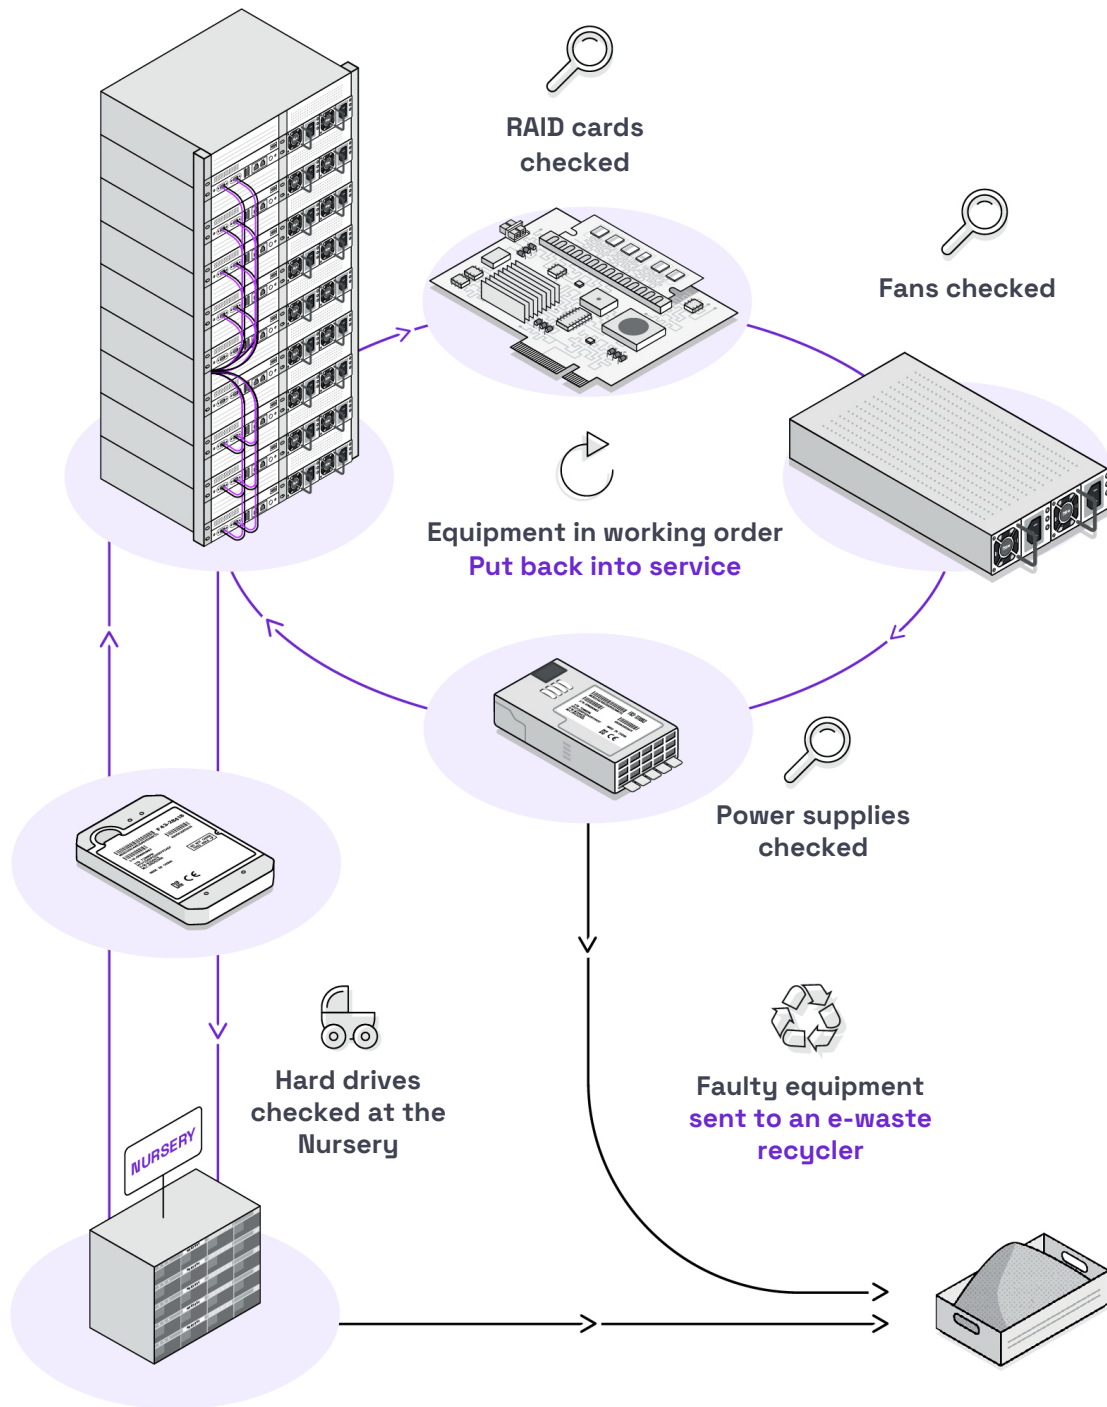 RAID cards
checked
Fans checked
Equipment in working order
Put back into service
Power supplies
checked
Hard drives
checked at the
Nursery
Faulty equipment
sent to an e-waste
recycler
NURSERY